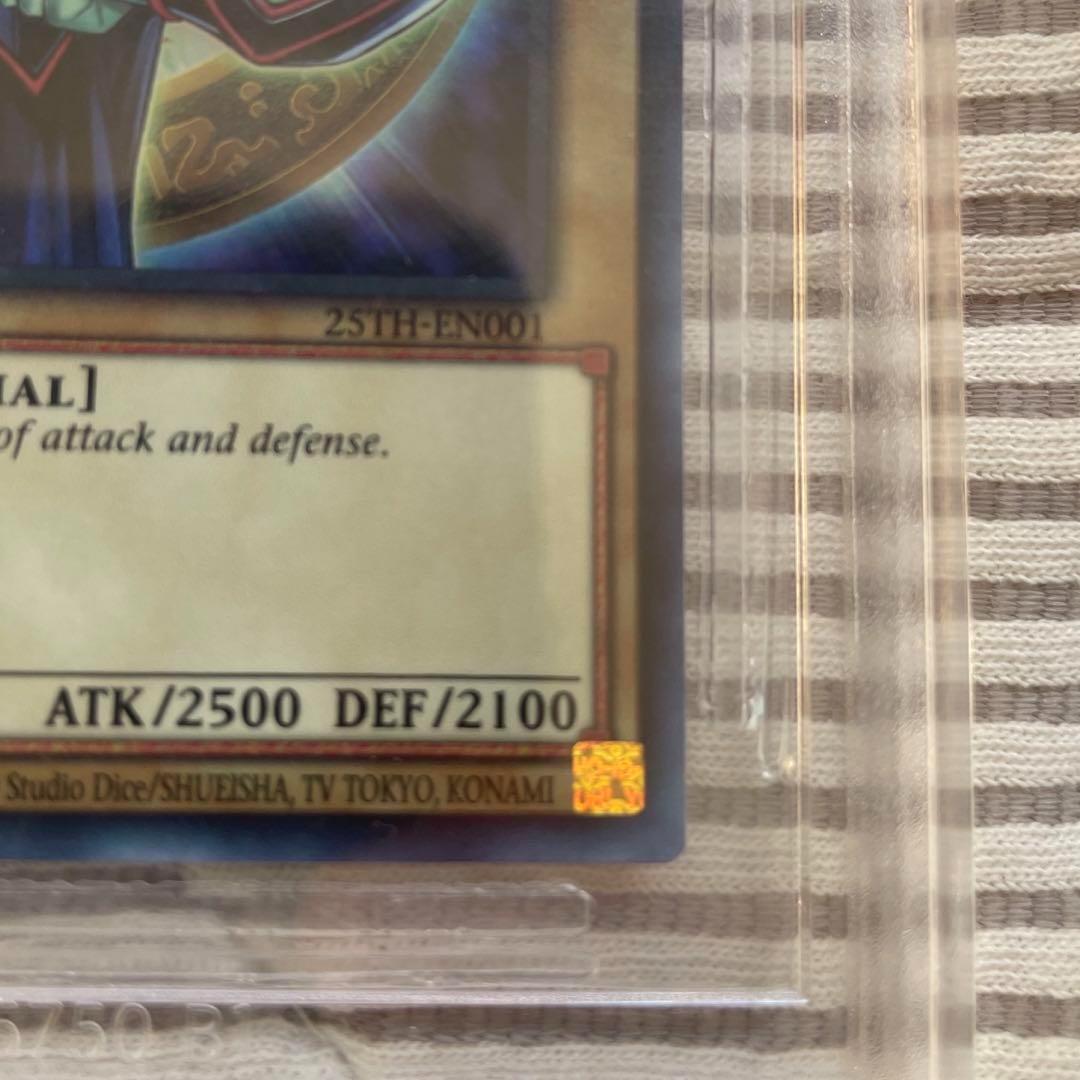 25TH-EN001
IAL]
of attack and defense.
ATK/2500 DEF/2100
Studio Dice/SHUEISHA, TV TOKYO, KONAMI